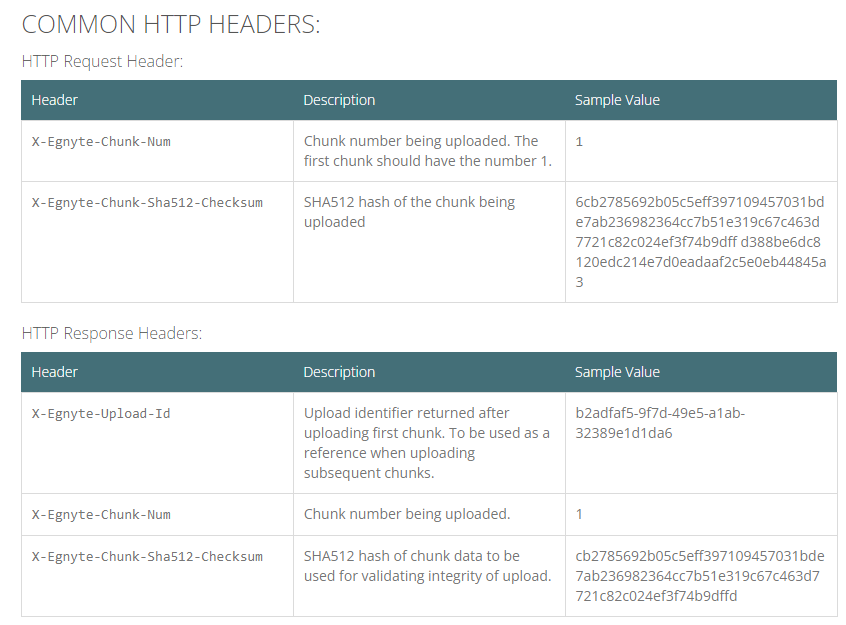 COMMON HTTP HEADERS:
HTTP Request Header:
Header Description Sample Value
X-Egnyte-Chunk-Num Chunk number being uploaded. The 1
first chunk should have the number 1.
X-Egnyte-Chunk-Sha512-Checksum SHA512 hash of the chunk being 6cb2785692b05c5eff397109457031bd
uploaded e7ab236982364cc7b51e319c67c463d
7721c82c024ef3f74b9dff d388be6dc8
120edc214e7d0eadaaf2c5e0eb44845a
3
HTTP Response Headers:
Header Description Sample Value
X-Egnyte-Upload-Id Upload identifier returned after b2adfaf5-9f7d-49e5-a1ab-
uploading first chunk. To be used as a 32389e1d1da6
reference when uploading
subsequent chunks.
X-Egnyte-Chunk-Num Chunk number being uploaded. 1
X-Egnyte-Chunk-Sha512-Checksum SHA512 hash of chunk data to be cb2785692b05c5eff397109457031bde
used for validating integrity of upload. 7ab236982364cc7b51e319c67c463d7
721c82c024ef3f74b9dffd